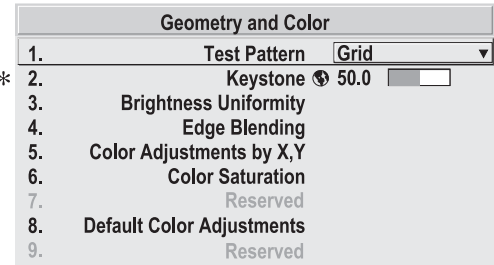 Geometry and Color
1. Test Pattern Grid
* 2. Keystone 50.0
3. Brightness Uniformity
4. Edge Blending
5. Color Adjustments by X,Y
6. Color Saturation
7. Reserved
8. Default Color Adjustments
9. Reserved